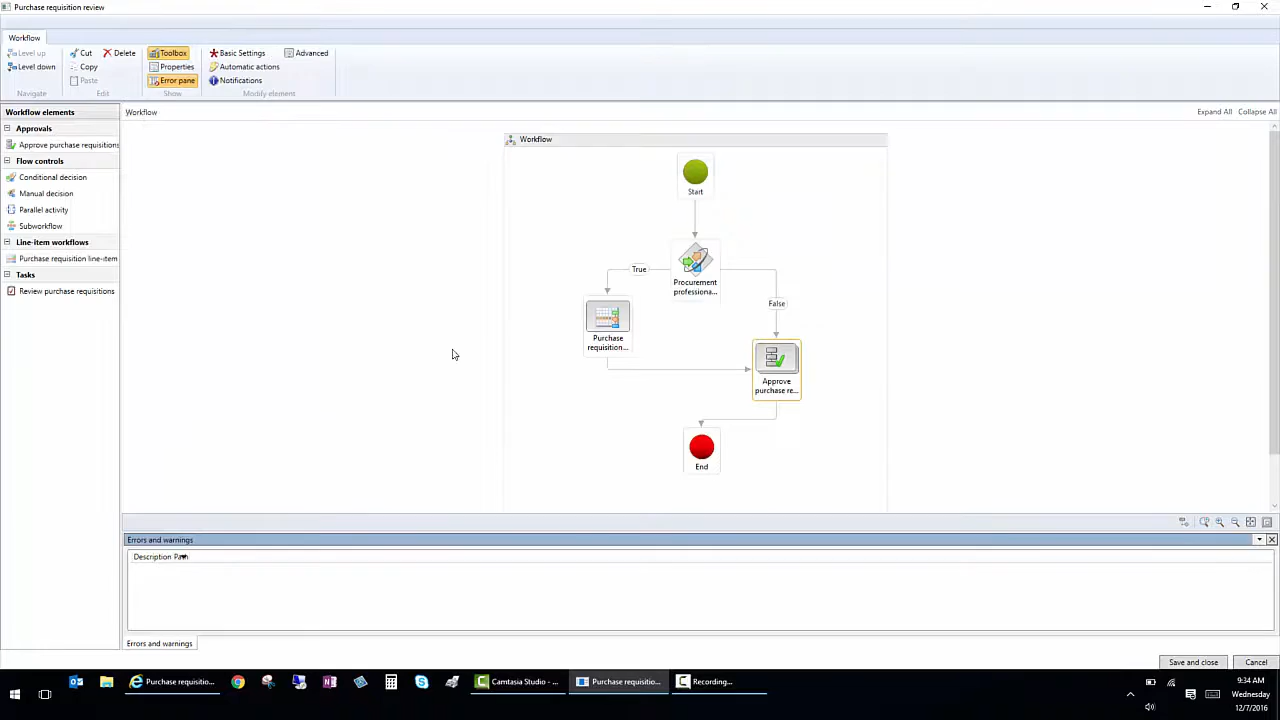 Purchase requisition review
Workflow
Level up
Cut
Delete
Toolbox
Basic Settings
Advanced
Level down
Copy
Properties
Automatic actions
Paste
Error pane
Notifications
Navigate
Edit
Show
Modify element
Workflow elements
Workflow
Expand All
Collapse All
Approvals
Approve purchase requisitions
Flow controls
Conditional decision
Manual decision
Parallel activity
Subworkflow
Line-item workflows
Purchase requisition line-item
Tasks
Review purchase requisitions
Workflow
Start
True
Procurement
professiona...
False
Purchase
requisition...
Approve
purchase re...
End
Errors and warnings
Description Path
Errors and warnings
Save and close
Cancel
Purchase requisitio...
Camtasia Studio - ...
Purchase requisitio...
Recording...
9:34 AM
Wednesday
12/7/2016